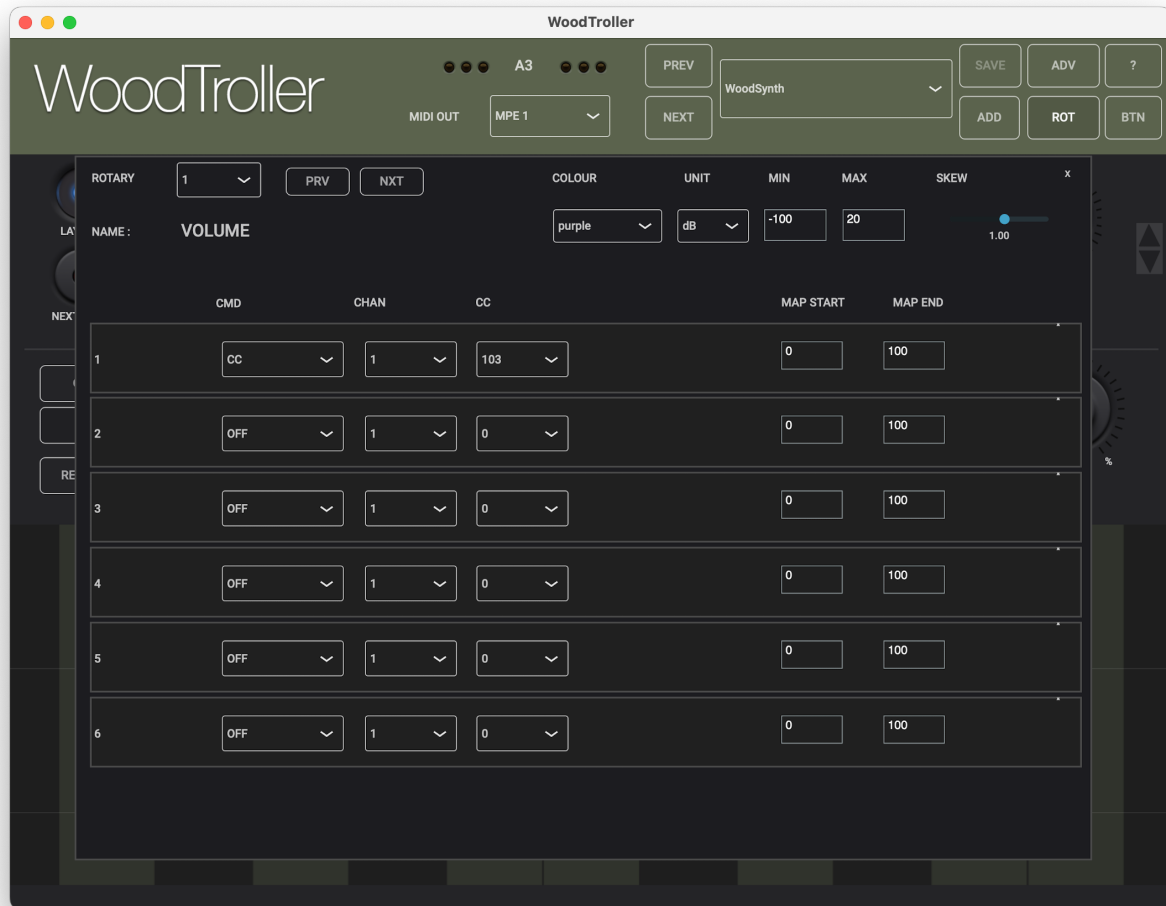 WoodTroller
WoodTroller
A3
MIDI OUT
MPE 1
PREV
NEXT
WoodSynth
SAVE
ADV
?
ADD
ROT
BTN
ROTARY
1
PRV
NXT
COLOUR
UNIT
MIN
MAX
SKEW
x
NAME :
VOLUME
purple
dB
-100
20
1.00
LA
NEX
RE
%
CMD
CHAN
CC
MAP START
MAP END
1
CC
1
103
0
100
2
OFF
1
0
0
100
3
OFF
1
0
0
100
4
OFF
1
0
0
100
5
OFF
1
0
0
100
6
OFF
1
0
0
100